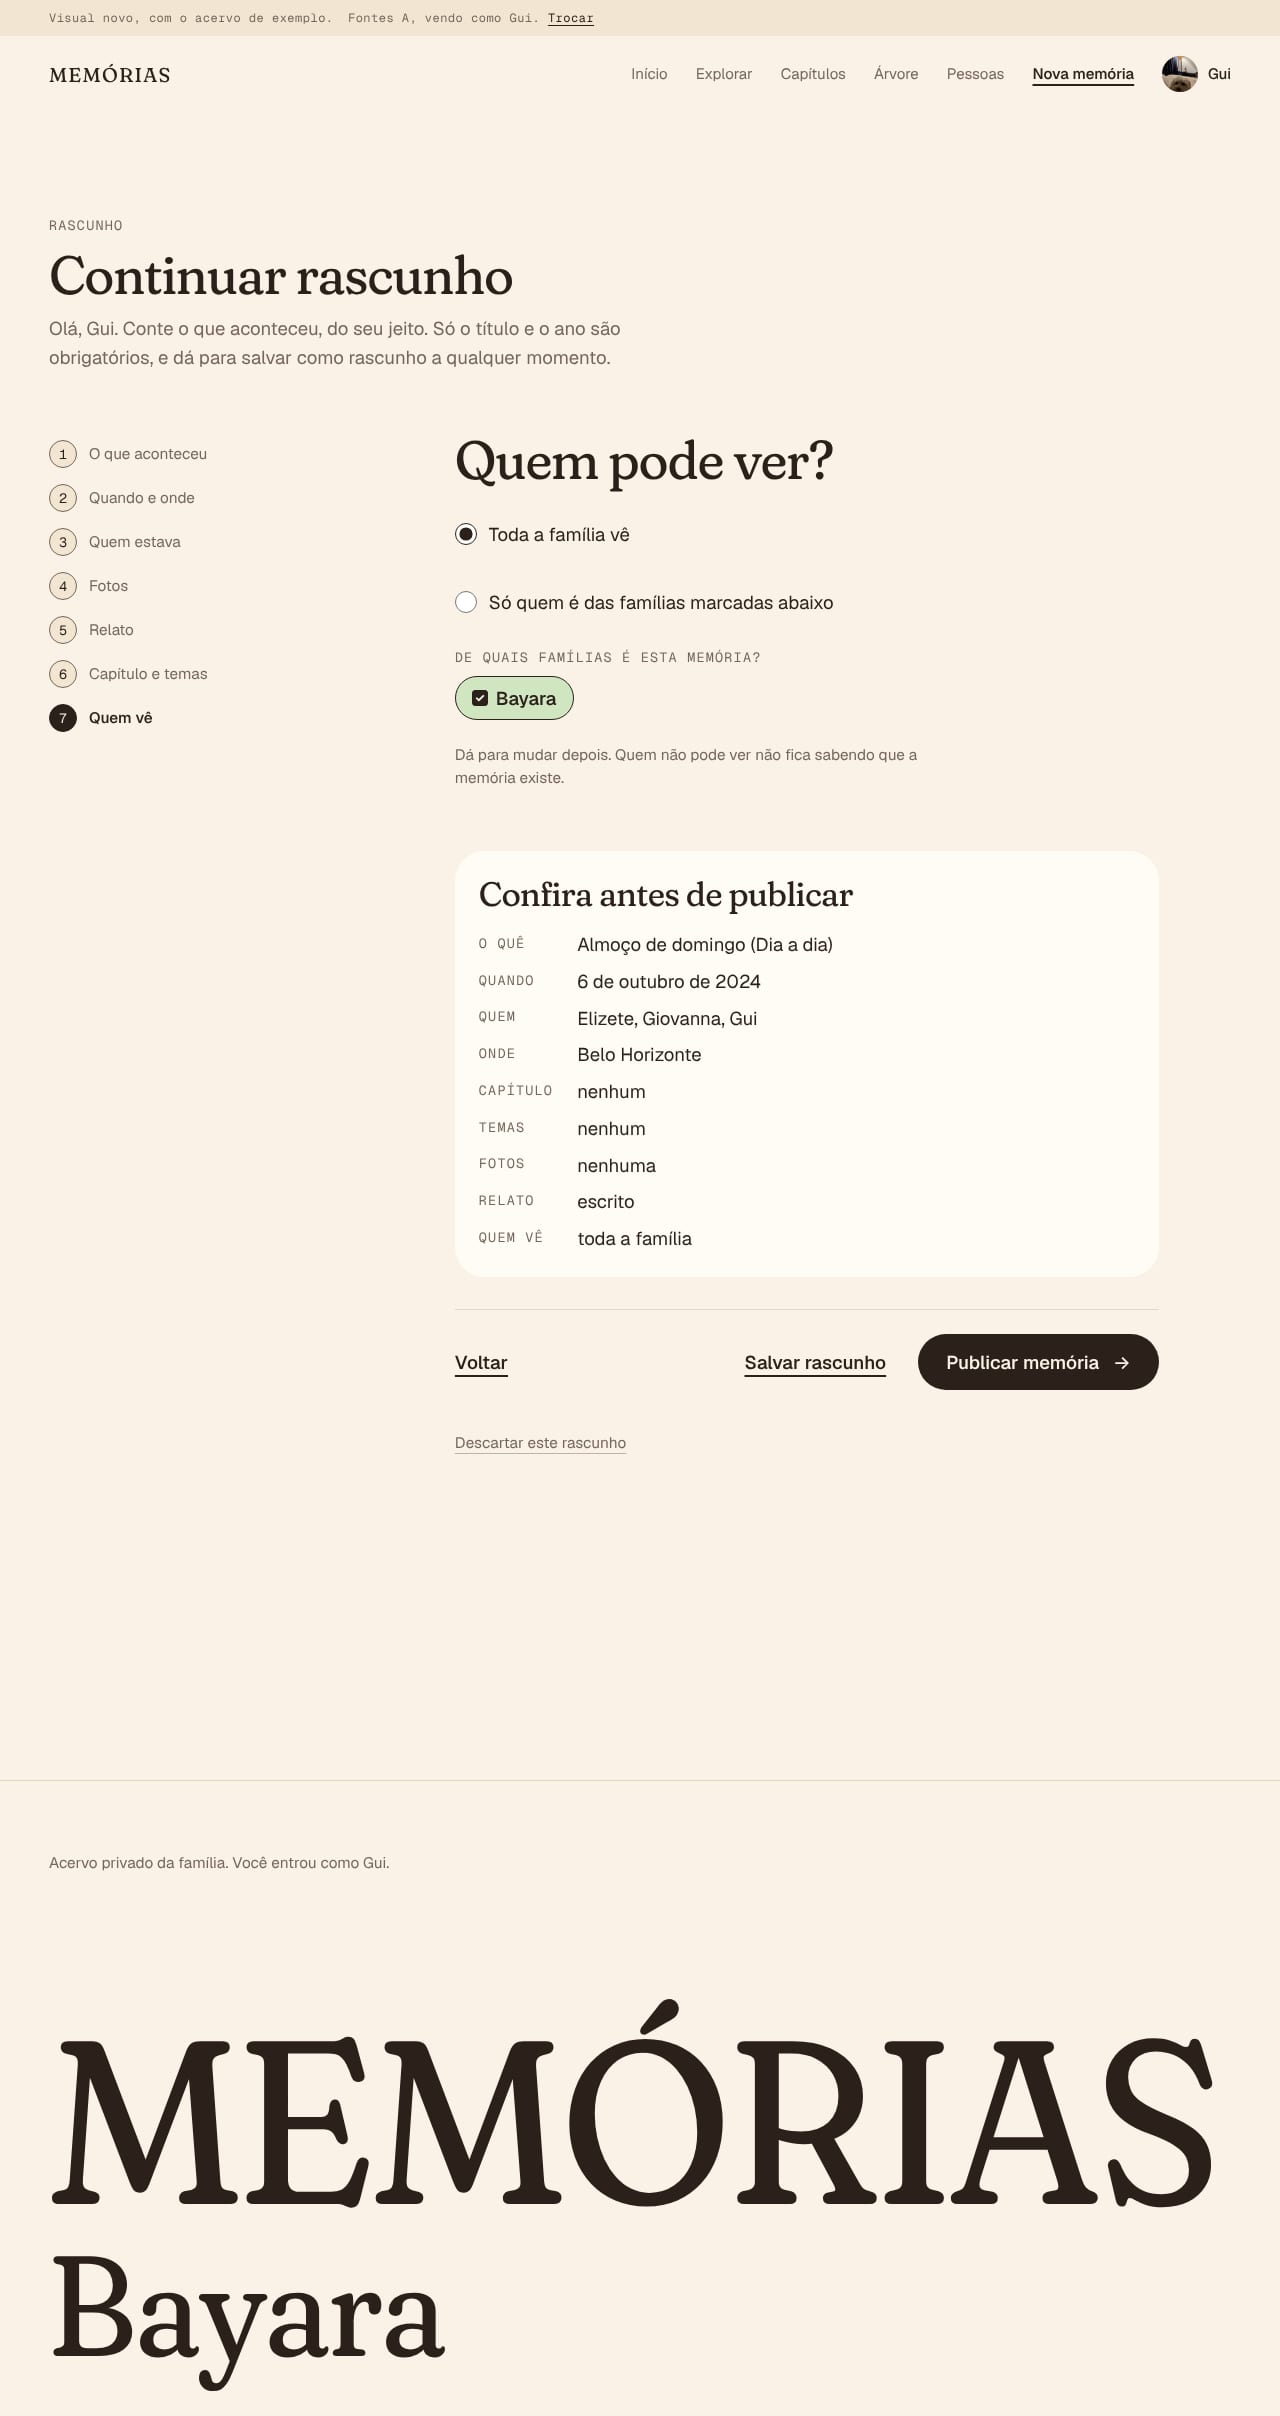 Visual novo, com o acervo de exemplo. Fontes A, vendo como Gui. Trocar
MEMÓRIAS
Início Explorar Capítulos Árvore Pessoas Nova memória Gui
RASCUNHO
Continuar rascunho
Olá, Gui. Conte o que aconteceu, do seu jeito. Só o título e o ano são
obrigatórios, e dá para salvar como rascunho a qualquer momento.
1 O que aconteceu
2 Quando e onde
3 Quem estava
4 Fotos
5 Relato
6 Capítulo e temas
7 Quem vê
Quem pode ver?
Toda a família vê
Só quem é das famílias marcadas abaixo
DE QUAIS FAMÍLIAS É ESTA MEMÓRIA?
Bayara
Dá para mudar depois. Quem não pode ver não fica sabendo que a
memória existe.
Confira antes de publicar
O QUÊ Almoço de domingo (Dia a dia)
QUANDO 6 de outubro de 2024
QUEM Elizete, Giovanna, Gui
ONDE Belo Horizonte
CAPÍTULO nenhum
TEMAS nenhum
FOTOS nenhuma
RELATO escrito
QUEM VÊ toda a família
Voltar Salvar rascunho Publicar memória →
Descartar este rascunho
Acervo privado da família. Você entrou como Gui.
MEMÓRIAS
Bayara